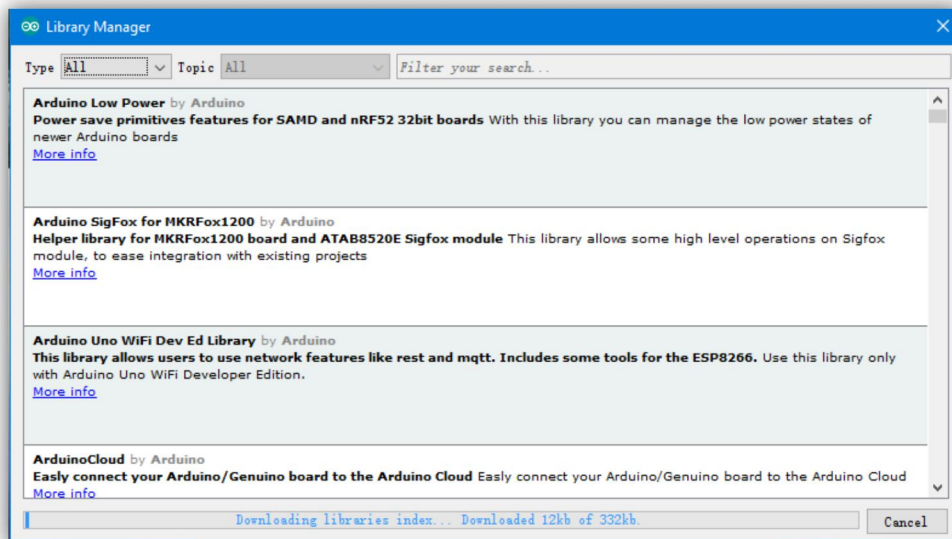 Library Manager
Type All Topic All Filter your search...
Arduino Low Power by Arduino
Power save primitives features for SAMD and nRF52 32bit boards With this library you can manage the low power states of
newer Arduino boards
More info
Arduino SigFox for MKRFox1200 by Arduino
Helper library for MKRFox1200 board and ATAB8520E Sigfox module This library allows some high level operations on Sigfox
module, to ease integration with existing projects
More info
Arduino Uno WiFi Dev Ed Library by Arduino
This library allows users to use network features like rest and mqtt. Includes some tools for the ESP8266. Use this library only
with Arduino Uno WiFi Developer Edition.
More info
ArduinoCloud by Arduino
Easly connect your Arduino/Genuino board to the Arduino Cloud Easly connect your Arduino/Genuino board to the Arduino Cloud
More info
Downloading libraries index... Downloaded 12kb of 332kb.
Cancel